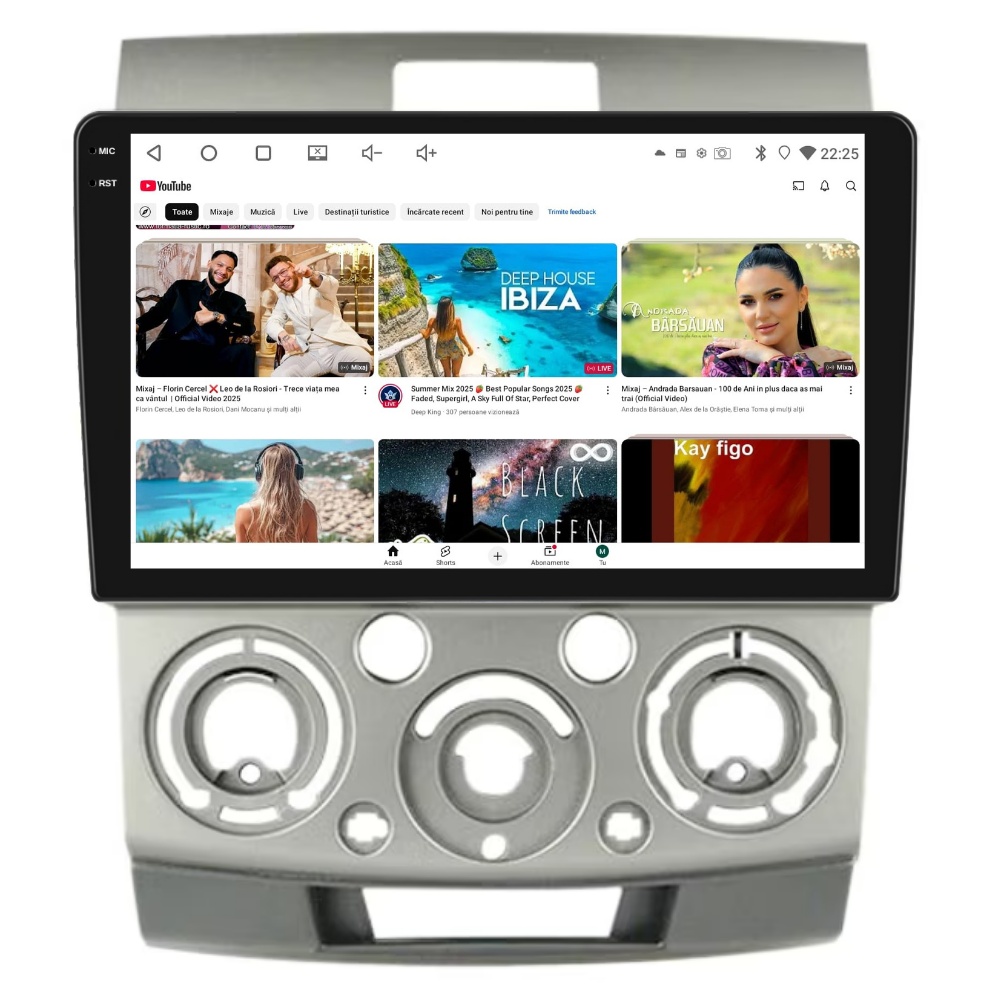 MIC
RST
22:25
YouTube
Toate Mixaje Muzică Live Destinații turistice Încărcate recent Noi pentru tine Trimite feedback
Mixaj
DEEP HOUSE
IBIZA
LIVE
ANDRADA
BÂRSĂUAN
Mixaj
Mixaj – Florin Cercel ❌ Leo de la Rosiori - Trece viața mea
ca vântul | Official Video 2025
Florin Cercel, Leo de la Rosiori, Dani Mocanu și mulți alții
LIVE
Summer Mix 2025 🍓 Best Popular Songs 2025 🍓
Faded, Supergirl, A Sky Full Of Star, Perfect Cover
Deep King · 307 persoane vizionează
Mixaj – Andrada Barsauan - 100 de Ani in plus daca as mai
trai (Official Video)
Andrada Bârsăuan, Alex de la Orăștie, Elena Toma și mulți alții
BLACK
SCREEN
Kay figo
Acasă Shorts Abonamente M Tu